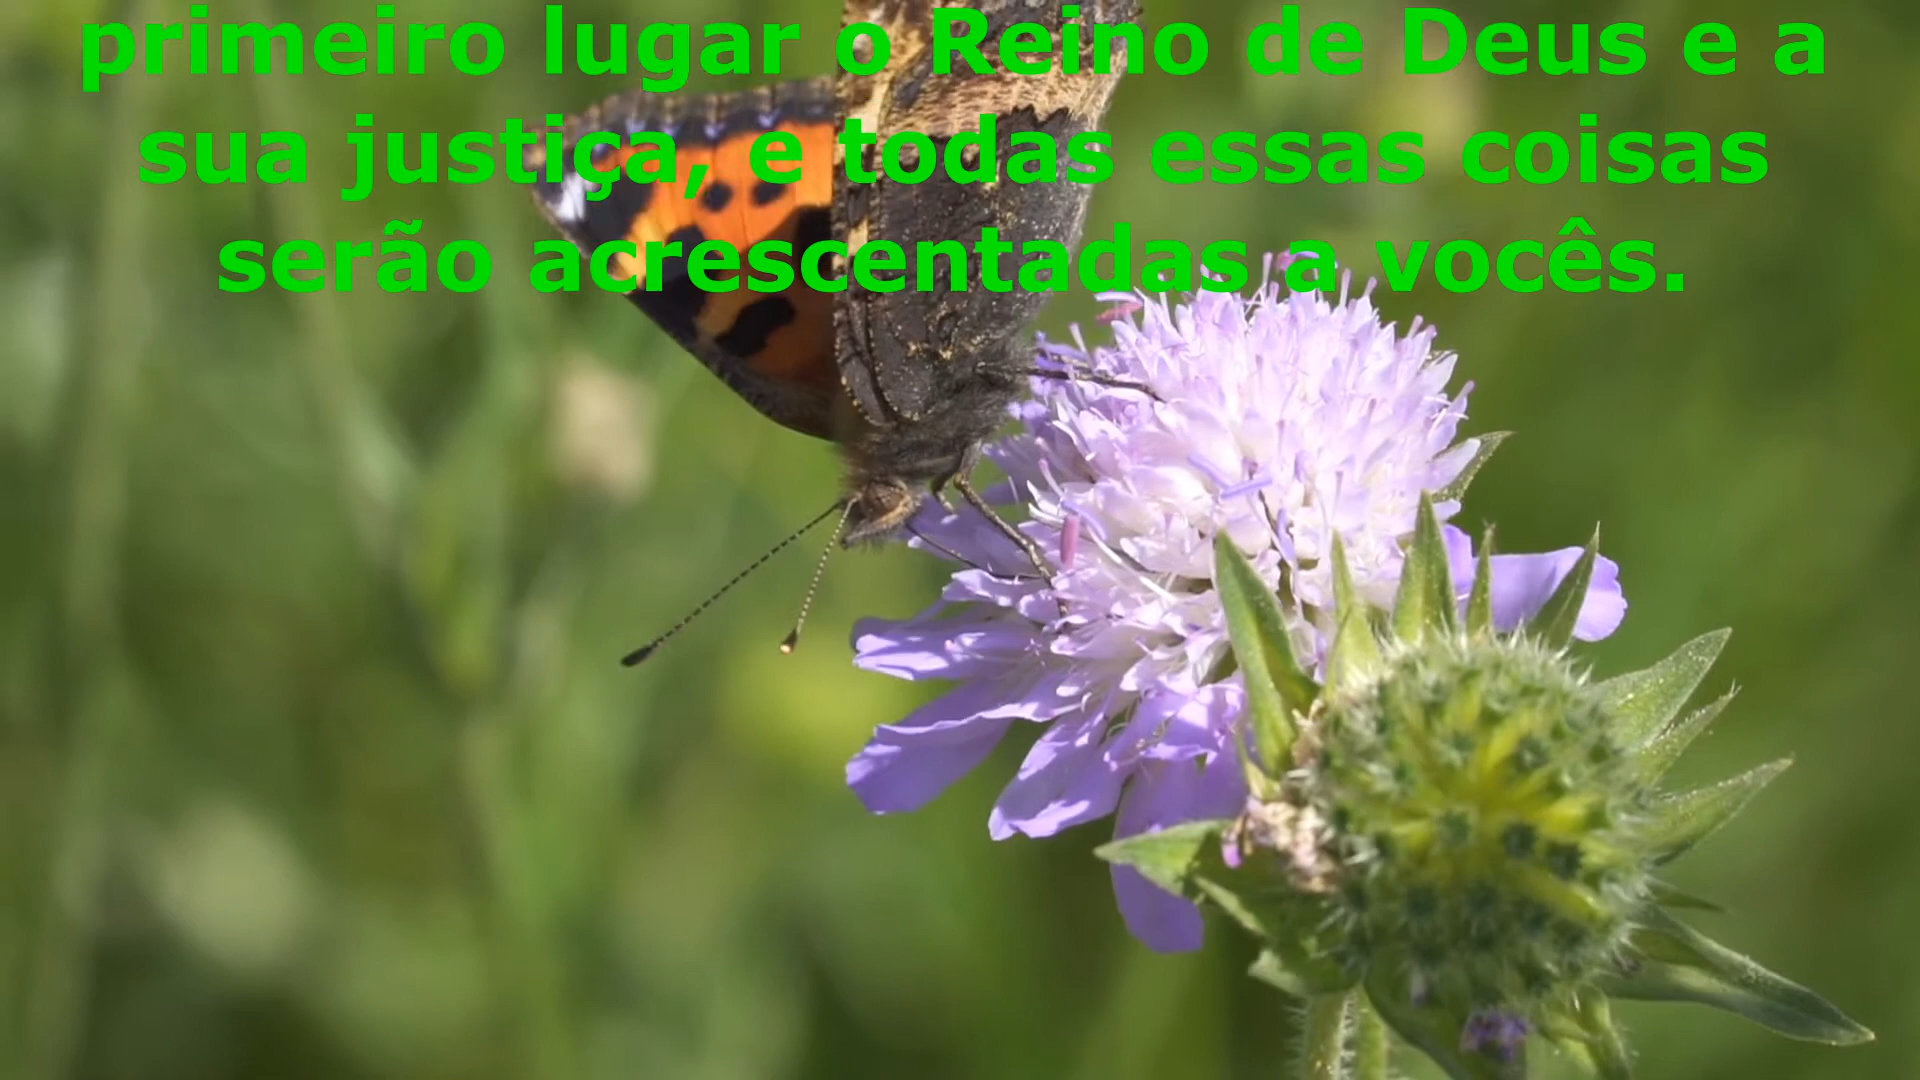 primeiro lugar o Reino de Deus e a
sua justiça, e todas essas coisas
serão acrescentadas a vocês.